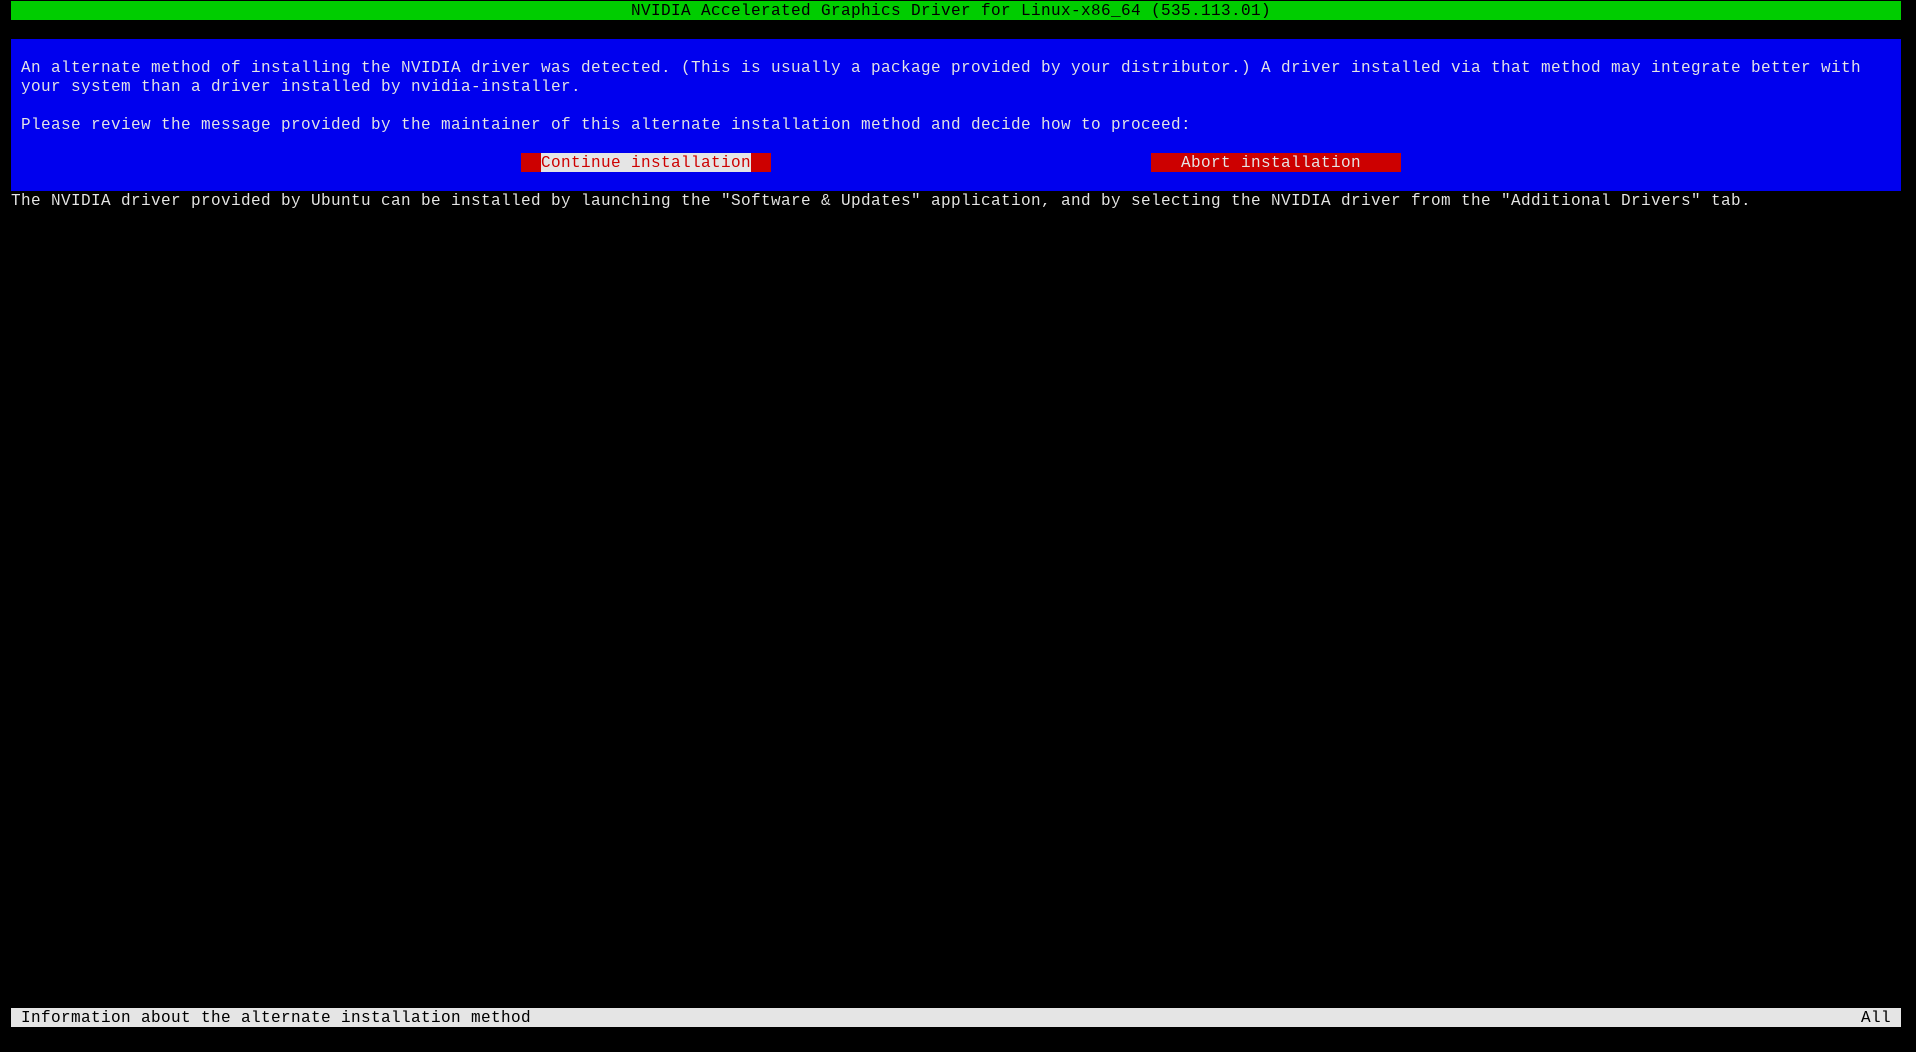 NVIDIA Accelerated Graphics Driver for Linux-x86_64 (535.113.01)
An alternate method of installing the NVIDIA driver was detected. (This is usually a package provided by your distributor.) A driver installed via that method may integrate better with
your system than a driver installed by nvidia-installer.
Please review the message provided by the maintainer of this alternate installation method and decide how to proceed:
Continue installation Abort installation
The NVIDIA driver provided by Ubuntu can be installed by launching the "Software & Updates" application, and by selecting the NVIDIA driver from the "Additional Drivers" tab.
Information about the alternate installation method All